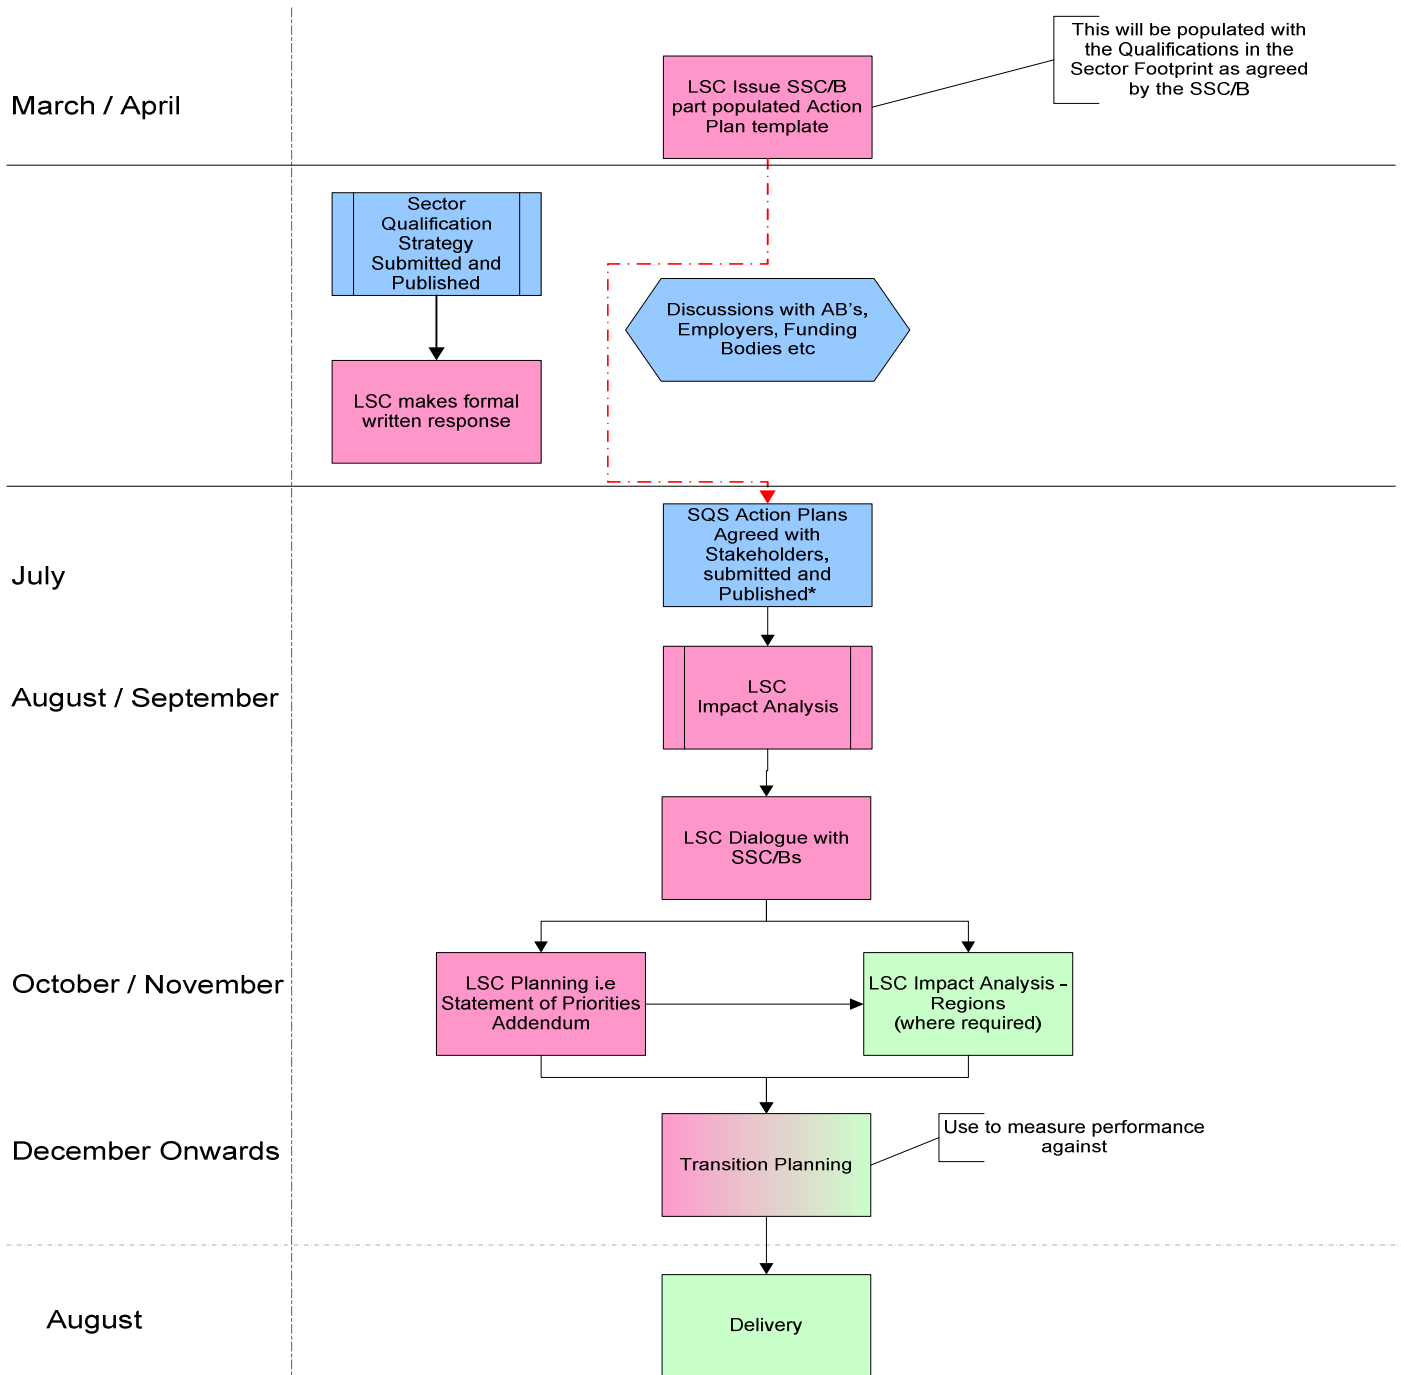 This will be populated with
the Qualifications in the
Sector Footprint as agreed
by the SSC/B
March / April
LSC Issue SSC/B
part populated Action
Plan template
Sector
Qualification
Strategy
Submitted and
Published
Discussions with AB's,
Employers, Funding
Bodies etc
LSC makes formal
written response
July
SQS Action Plans
Agreed with
Stakeholders,
submitted and
Published*
August / September
LSC
Impact Analysis
LSC Dialogue with
SSC/Bs
October / November
LSC Planning i.e
Statement of Priorities
Addendum
LSC Impact Analysis -
Regions
(where required)
December Onwards
Transition Planning
Use to measure performance
against
August
Delivery